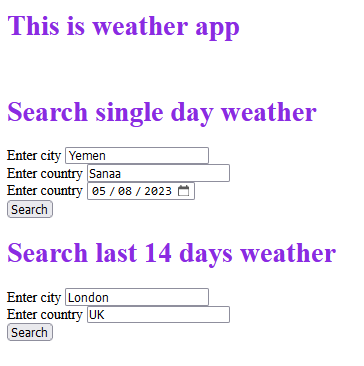 This is weather app
Search single day weather
Enter city Yemen
Enter country Sanaa
Enter country 05 / 08 / 2023
Search
Search last 14 days weather
Enter city London
Enter country UK
Search